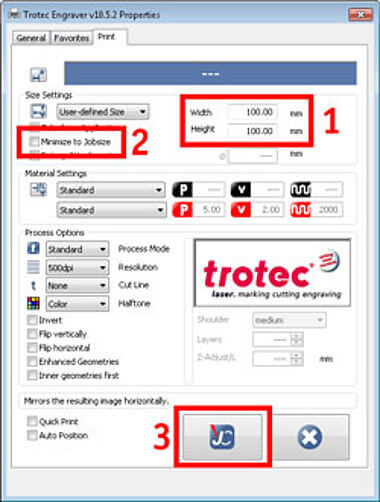 Trotec Engraver v10.5.2 Properties
General Favorites Print
---
Size Settings
User-defined Size
Width 100.00 mm
Height 100.00 mm
1
Minimize to Jobsize
2
ø ---- mm
Material Settings
Standard P ---- v ----
Standard P 5.00 v 2.00 2000
Process Options
Standard Process Mode
500dpi Resolution
t None Cut Line
Color Halftone
trotec®
laser. marking cutting engraving
Invert
Flip vertically
Flip horizontal
Enhanced Geometries
Inner geometries first
Shoulder medium
Layers ----
Z-Adjust/L ---- mm
Mirrors the resulting image horizontally.
Quick Print
Auto Position
3
JC